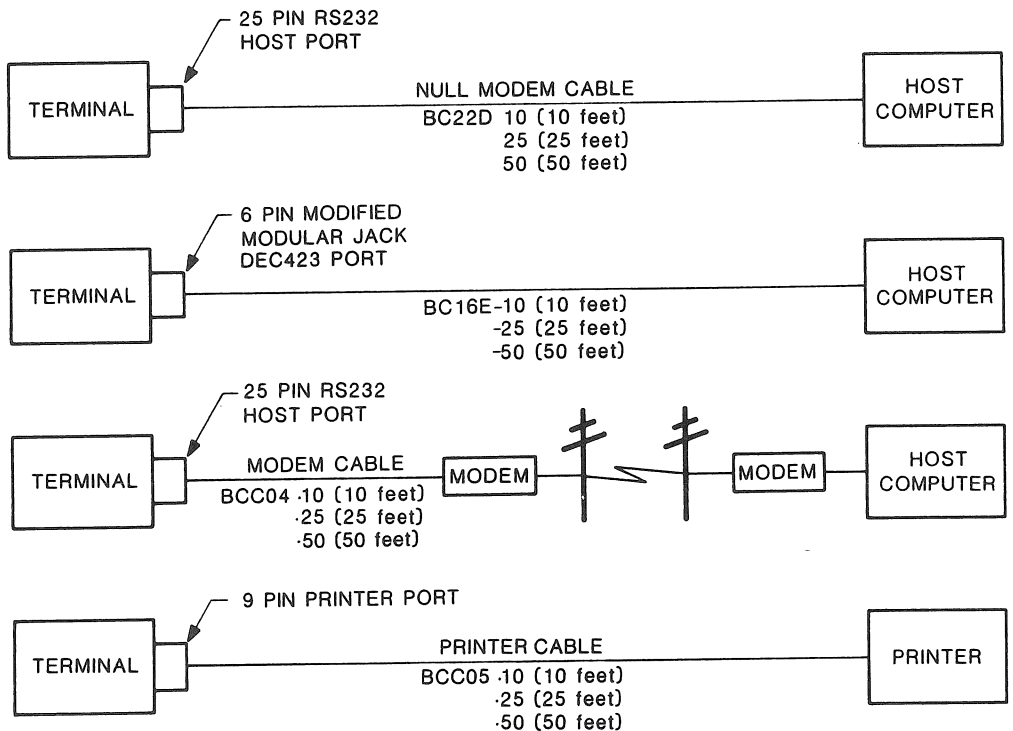 25 PIN RS232
HOST PORT
TERMINAL
NULL MODEM CABLE
BC22D 10 (10 feet)
25 (25 feet)
50 (50 feet)
HOST
COMPUTER
6 PIN MODIFIED
MODULAR JACK
DEC423 PORT
TERMINAL
BC16E-10 (10 feet)
-25 (25 feet)
-50 (50 feet)
HOST
COMPUTER
25 PIN RS232
HOST PORT
TERMINAL
MODEM CABLE
BCC04 ·10 (10 feet)
·25 (25 feet)
·50 (50 feet)
MODEM
MODEM
HOST
COMPUTER
9 PIN PRINTER PORT
TERMINAL
PRINTER CABLE
BCC05 ·10 (10 feet)
·25 (25 feet)
·50 (50 feet)
PRINTER